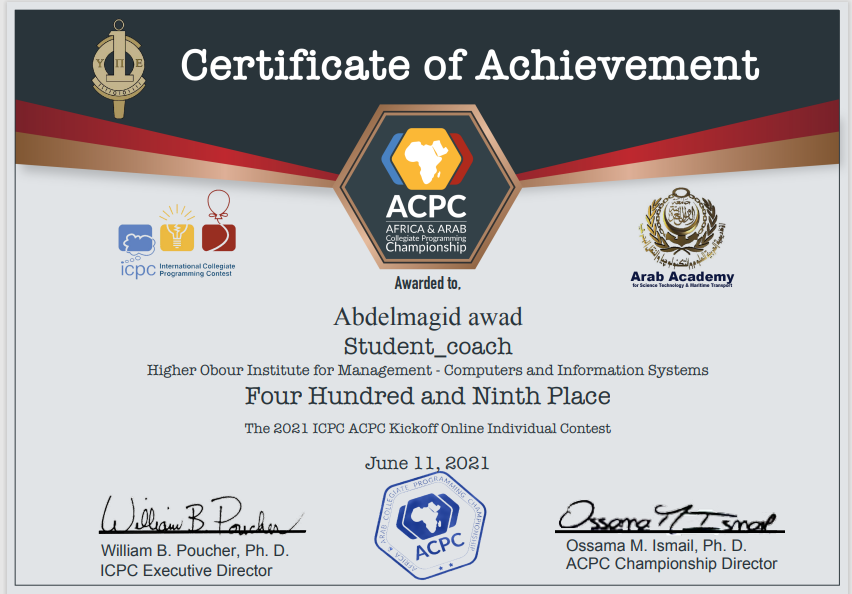 Certificate of Achievement
Υ Π Ε
ACPC
AFRICA & ARAB
Collegiate Programming
Championship
icpc International Collegiate
Programming Contest
Arab Academy
for Science Technology & Maritime Transport
Awarded to,
Abdelmagid awad
Student_coach
Higher Obour Institute for Management - Computers and Information Systems
Four Hundred and Ninth Place
The 2021 ICPC ACPC Kickoff Online Individual Contest
June 11, 2021
William B Poucher
AFRICA & ARAB COLLEGIATE PROGRAMMING CHAMPIONSHIP
ACPC
Ossama M Ismail
William B. Poucher, Ph. D.
ICPC Executive Director
Ossama M. Ismail, Ph. D.
ACPC Championship Director